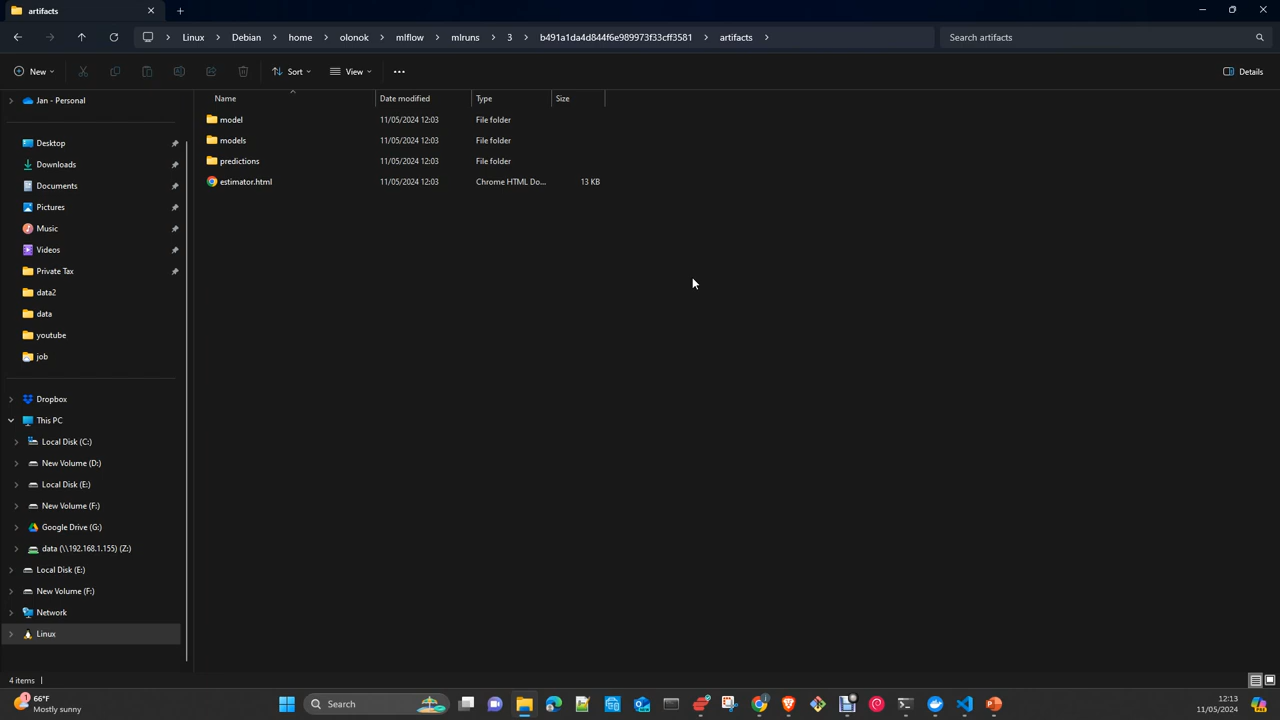 artifacts
Linux Debian home olonok mlflow mlruns 3 b491a1da4d844f6e989973f33cff3581 artifacts
Search artifacts
New Sort View Details
Name Date modified Type Size
model 11/05/2024 12:03 File folder
models 11/05/2024 12:03 File folder
predictions 11/05/2024 12:03 File folder
estimator.html 11/05/2024 12:03 Chrome HTML Do... 13 KB
Jan - Personal
Desktop
Downloads
Documents
Pictures
Music
Videos
Private Tax
data2
data
youtube
job
Dropbox
This PC
Local Disk (C:)
New Volume (D:)
Local Disk (E:)
New Volume (F:)
Google Drive (G:)
data (\\192.168.1.155) (Z:)
Local Disk (E:)
New Volume (F:)
Network
Linux
4 items
1
66°F
Mostly sunny
Search
12:13
11/05/2024